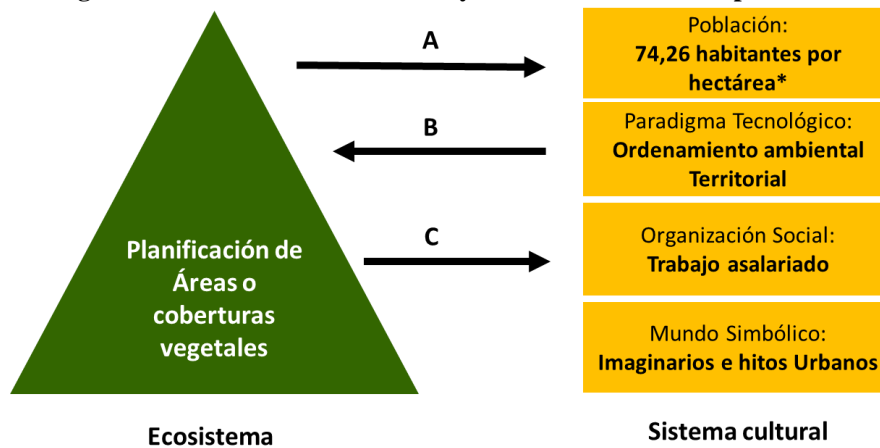 A
Población:
74,26 habitantes por
hectárea*
B
Paradigma Tecnológico:
Ordenamiento ambiental
Territorial
Planificación de
Áreas o
coberturas
vegetales
C
Organización Social:
Trabajo asalariado
Mundo Simbólico:
Imaginarios e hitos Urbanos
Ecosistema
Sistema cultural